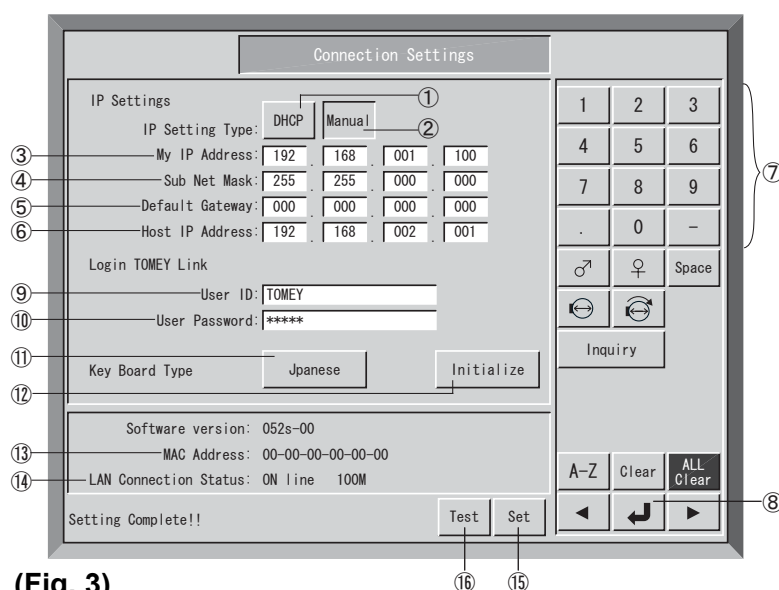 Connection Settings
IP Settings
①
IP Setting Type: DHCP Manual
②
③ My IP Address: 192 . 168 . 001 . 100
④ Sub Net Mask: 255 . 255 . 000 . 000
⑤ Default Gateway: 000 . 000 . 000 . 000
⑥ Host IP Address: 192 . 168 . 002 . 001
Login TOMEY Link
⑨ User ID: TOMEY
⑩ User Password: *****
⑪ Key Board Type Jpanese Initialize
⑫
Software version: 052s-00
⑬ MAC Address: 00-00-00-00-00-00
⑭ LAN Connection Status: ON line 100M
Setting Complete!! Test Set
⑯ ⑮
1 2 3
4 5 6
7 8 9
⑦
. 0 −
♂ ♀ Space
Inquiry
A-Z Clear ALL
Clear
◄ ↵ ► ⑧
(Fig. 3)